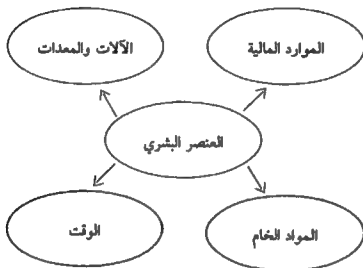 الموارد المالية
الآلات والمعدات
العنصر البشري
المواد الخام
الوقت